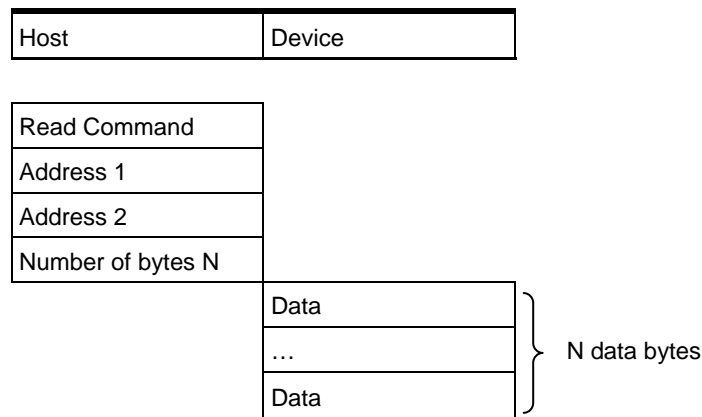 Host Device
Read Command
Address 1
Address 2
Number of bytes N
Data
… N data bytes
Data